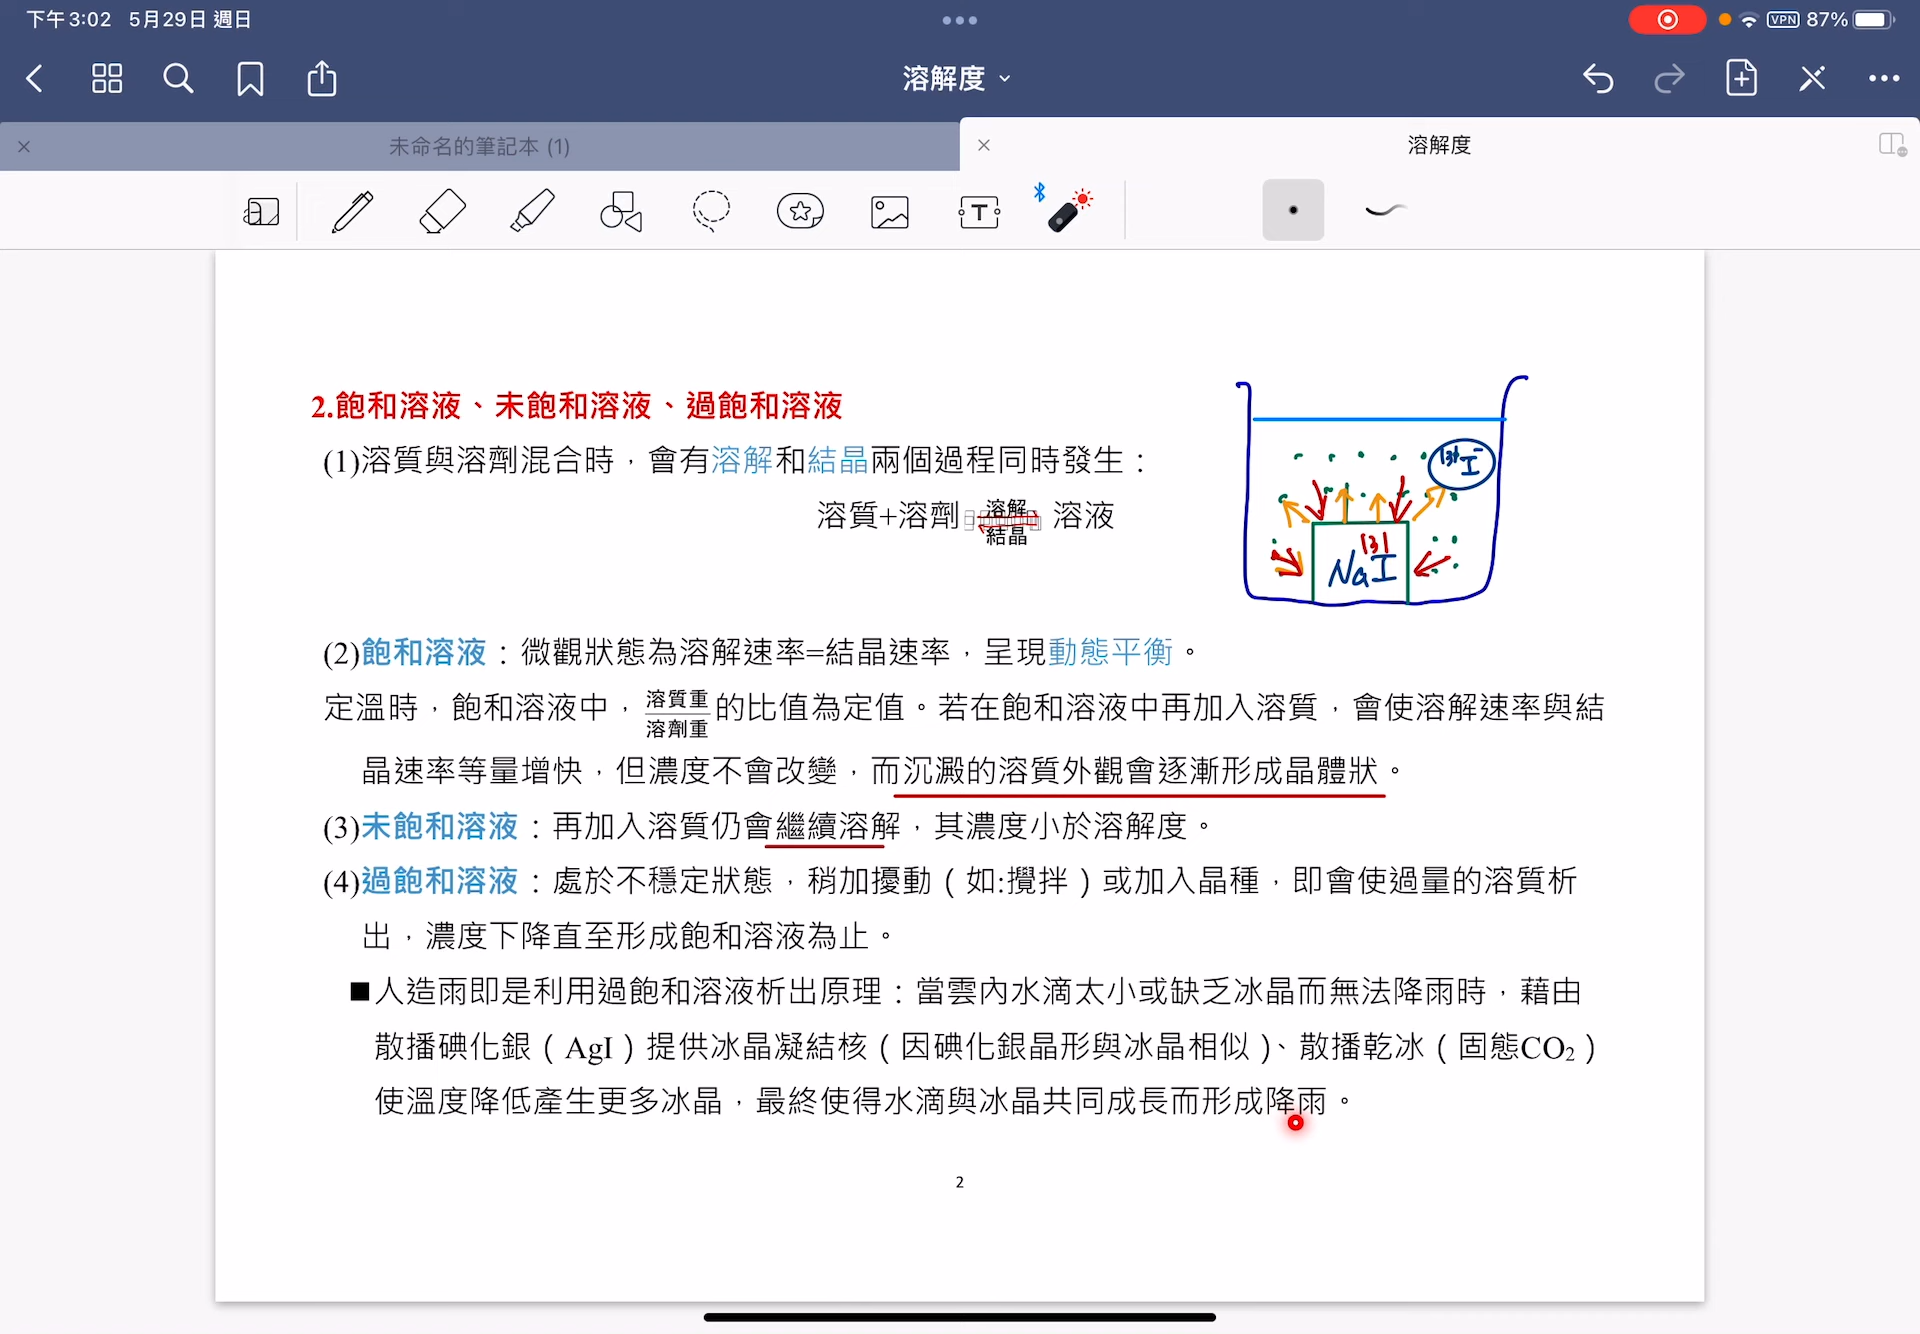 下午3:02 5月29日 週日
VPN 87%
溶解度
未命名的筆記本 (1)
溶解度
2.飽和溶液、未飽和溶液、過飽和溶液
(1)溶質與溶劑混合時，會有溶解和結晶兩個過程同時發生：
溶質+溶劑 溶解 結晶 溶液
131I-
Na131I
(2)飽和溶液：微觀狀態為溶解速率=結晶速率，呈現動態平衡。
定溫時，飽和溶液中，溶質重/溶劑重的比值為定值。若在飽和溶液中再加入溶質，會使溶解速率與結
晶速率等量增快，但濃度不會改變，而沉澱的溶質外觀會逐漸形成晶體狀。
(3)未飽和溶液：再加入溶質仍會繼續溶解，其濃度小於溶解度。
(4)過飽和溶液：處於不穩定狀態，稍加擾動（如:攪拌）或加入晶種，即會使過量的溶質析
出，濃度下降直至形成飽和溶液為止。
■人造雨即是利用過飽和溶液析出原理：當雲內水滴太小或缺乏冰晶而無法降雨時，藉由
散播碘化銀（AgI）提供冰晶凝結核（因碘化銀晶形與冰晶相似）、散播乾冰（固態CO₂）
使溫度降低產生更多冰晶，最終使得水滴與冰晶共同成長而形成降雨。
2